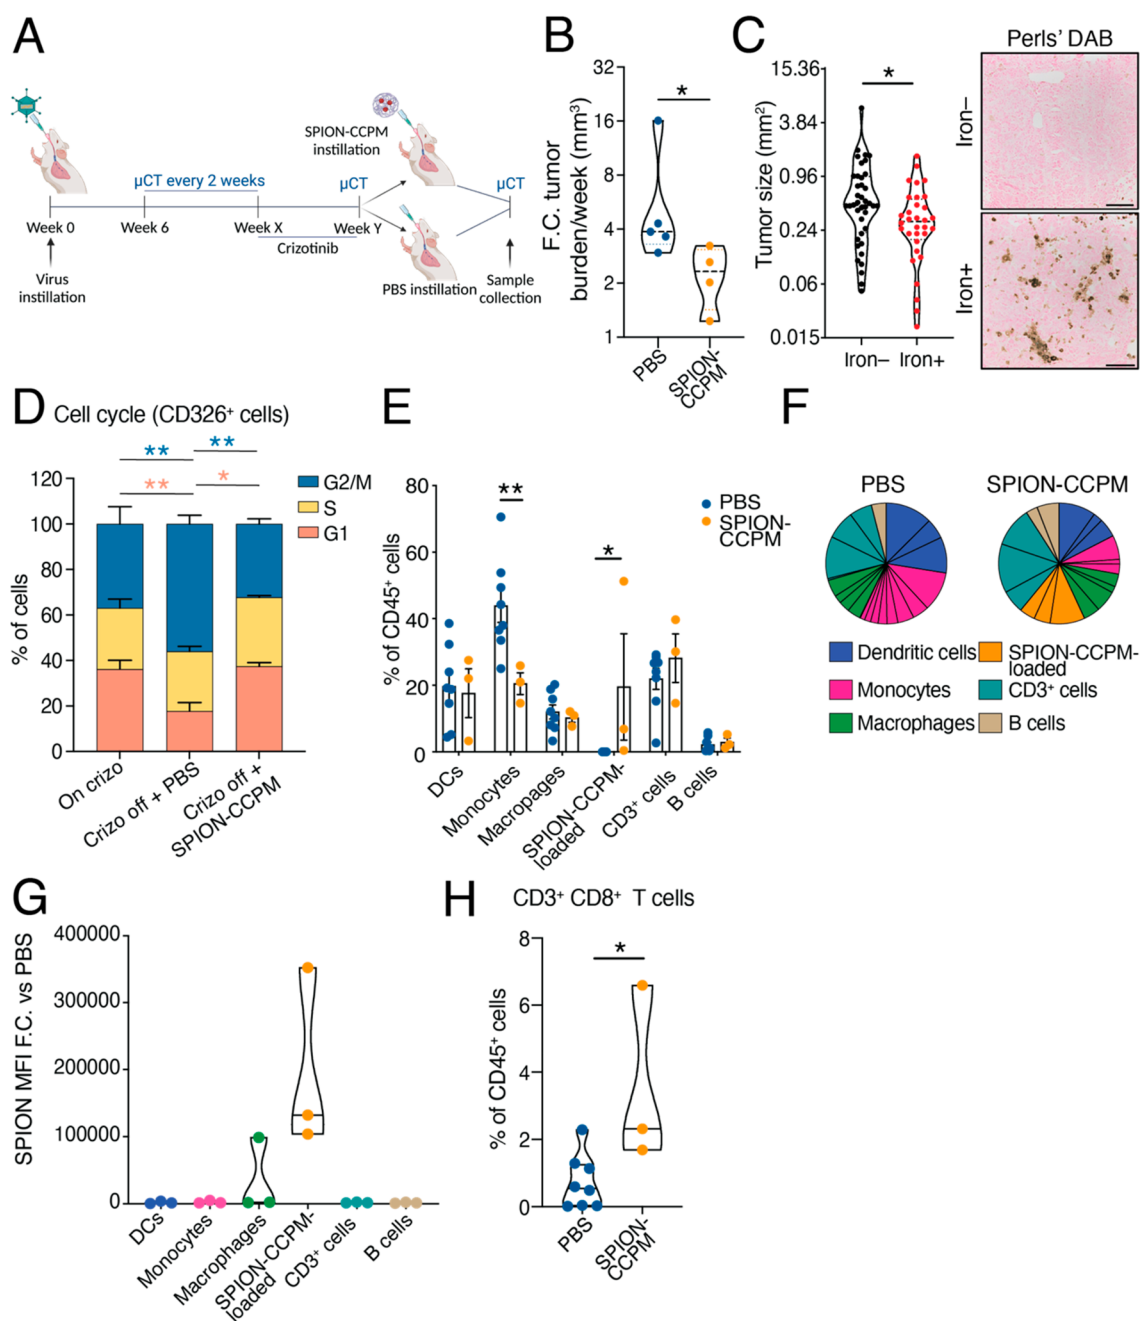 A
SPION-CCPM
instillation
μCT every 2 weeks
μCT
μCT
Week 0
Week 6
Week X
Week Y
Crizotinib
Virus
instillation
PBS instillation
Sample
collection
B
F.C. tumor
burden/week (mm³)
32
16
8
4
2
1
*
PBS
SPION-
CCPM
C
Tumor size (mm²)
15.36
3.84
0.96
0.24
0.06
0.015
*
Iron–
Iron+
Perls' DAB
Iron–
Iron+
D
Cell cycle (CD326⁺ cells)
** **
** *
% of cells
120
100
80
60
40
20
0
G2/M
S
G1
On crizo
Crizo off + PBS
Crizo off +
SPION-CCPM
E
% of CD45⁺ cells
80
60
40
20
0
**
*
PBS
SPION-
CCPM
DCs
Monocytes
Macropages
SPION-CCPM-
loaded
CD3⁺ cells
B cells
F
PBS
SPION-CCPM
Dendritic cells
Monocytes
Macrophages
SPION-CCPM-
loaded
CD3⁺ cells
B cells
G
SPION MFI F.C. vs PBS
400000
300000
200000
100000
0
DCs
Monocytes
Macrophages
SPION-CCPM-
loaded
CD3⁺ cells
B cells
H
CD3⁺ CD8⁺ T cells
% of CD45⁺ cells
8
6
4
2
0
*
PBS
SPION-
CCPM